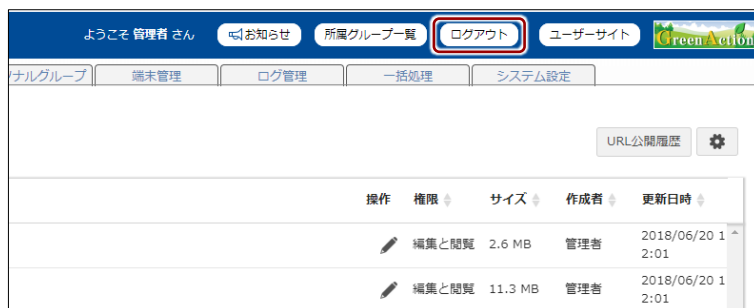 ようこそ 管理者 さん お知らせ 所属グループ一覧 ログアウト ユーザーサイト Green Action
ソナルグループ 端末管理 ログ管理 一括処理 システム設定
URL公開履歴
操作 権限 サイズ 作成者 更新日時
編集と閲覧 2.6 MB 管理者 2018/06/20 1
2:01
編集と閲覧 11.3 MB 管理者 2018/06/20 1
2:01